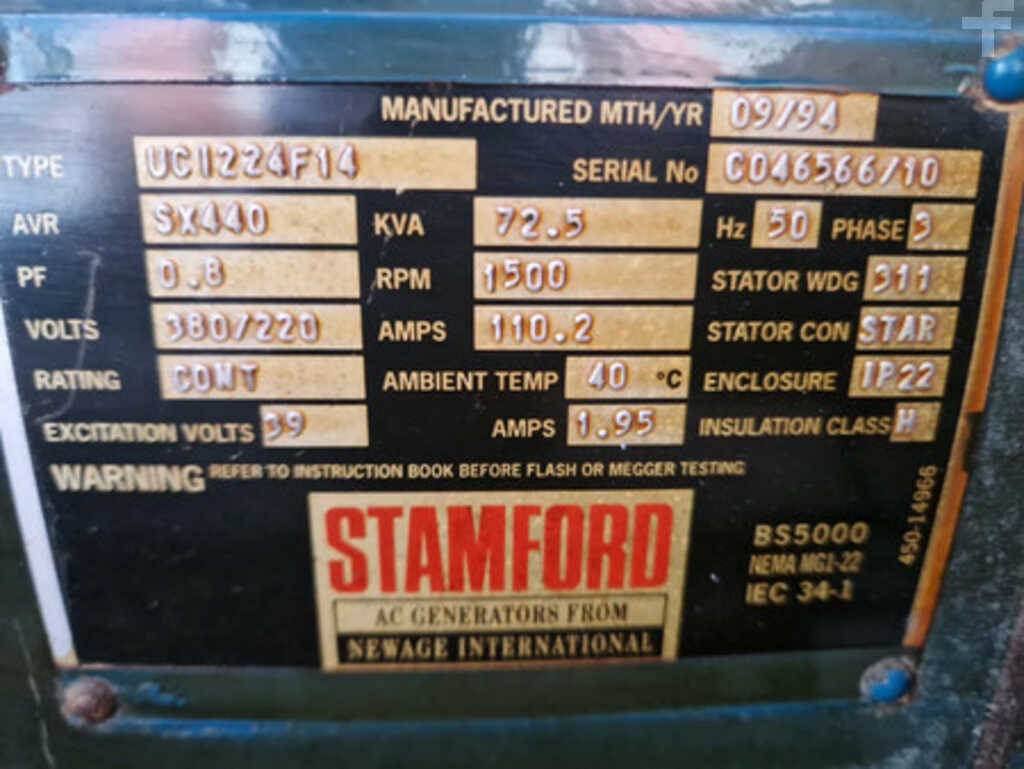 MANUFACTURED MTH/YR 09/94
TYPE UCI224F14 SERIAL No C046566/10
AVR SX440 KVA 72.5 Hz 50 PHASE 3
PF 0.8 RPM 1500 STATOR WDG 311
VOLTS 380/220 AMPS 110.2 STATOR CON STAR
RATING CONT AMBIENT TEMP 40 °C ENCLOSURE IP22
EXCITATION VOLTS 39 AMPS 1.95 INSULATION CLASS H
WARNING REFER TO INSTRUCTION BOOK BEFORE FLASH OR MEGGER TESTING
STAMFORD
AC GENERATORS FROM
NEWAGE INTERNATIONAL
BS5000
NEMA MG1-22
IEC 34-1
450-14966